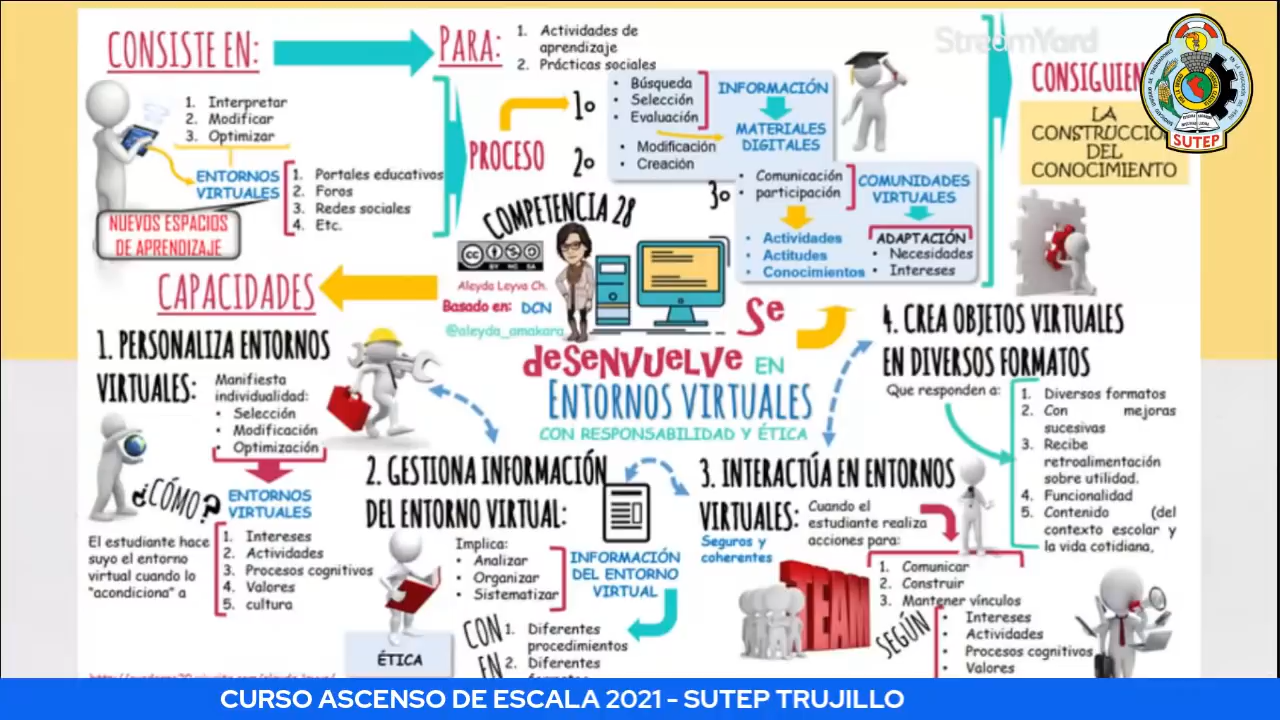 CONSISTE EN:
1. Interpretar
2. Modificar
3. Optimizar
ENTORNOS
VIRTUALES
1. Portales educativos
2. Foros
3. Redes sociales
4. Etc.
NUEVOS ESPACIOS
DE APRENDIZAJE
PARA:
1. Actividades de
aprendizaje
2. Prácticas sociales
PROCESO
1º
• Búsqueda
• Selección
• Evaluación
INFORMACIÓN
MATERIALES
DIGITALES
2º
• Modificación
• Creación
3º
• Comunicación
• participación
COMUNIDADES
VIRTUALES
• Actividades
• Actitudes
• Conocimientos
ADAPTACIÓN
• Necesidades
• Intereses
StreamYard
LA
DEL
CONOCIMIENTO
SUTEP
COMPETENCIA 28
CC
BY NC SA
Aleyda Leyva Ch.
Basado en: DCN
@aleyda_amakara
Se
desenvuelve EN
ENTORNOS VIRTUALES
CON RESPONSABILIDAD Y ÉTICA
CAPACIDADES
1. PERSONALIZA ENTORNOS
VIRTUALES:
Manifiesta
individualidad:
• Selección
• Modificación
• Optimización
¿CÓMO?
ENTORNOS
VIRTUALES
El estudiante hace
suyo el entorno
virtual cuando lo
"acondiciona" a
1. Intereses
2. Actividades
3. Procesos cognitivos
4. Valores
5. cultura
2. GESTIONA INFORMACIÓN
DEL ENTORNO VIRTUAL:
Implica:
• Analizar
• Organizar
• Sistematizar
INFORMACIÓN
DEL ENTORNO
VIRTUAL
ÉTICA
CON
EN
1. Diferentes
procedimientos
2. Diferentes
3. INTERACTÚA EN ENTORNOS
VIRTUALES:
Seguros y
coherentes
Cuando el
estudiante realiza
acciones para:
TEAM
1. Comunicar
2. Construir
3. Mantener vínculos
SEGÚN
• Intereses
• Actividades
• Procesos cognitivos
• Valores
4. CREA OBJETOS VIRTUALES
EN DIVERSOS FORMATOS
Que responden a:
1. Diversos formatos
2. Con mejoras
sucesivas
3. Recibe
retroalimentación
sobre utilidad.
4. Funcionalidad
5. Contenido (del
contexto escolar y
la vida cotidiana,
CURSO ASCENSO DE ESCALA 2021 - SUTEP TRUJILLO